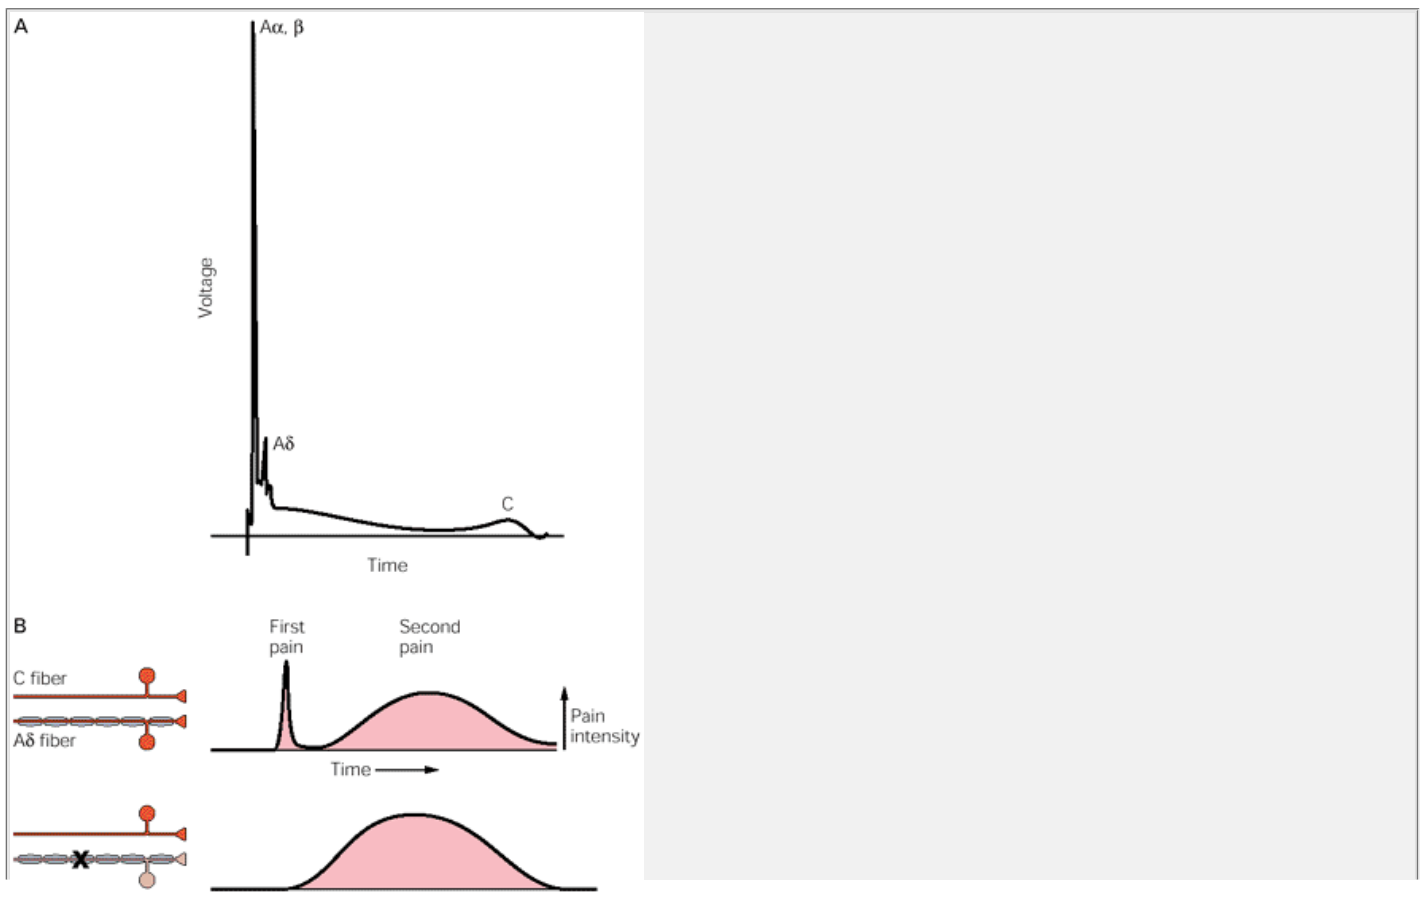 A
Aα, β
Voltage
Aδ
C
Time
B
First
pain
Second
pain
C fiber
Aδ fiber
Pain
intensity
Time
X